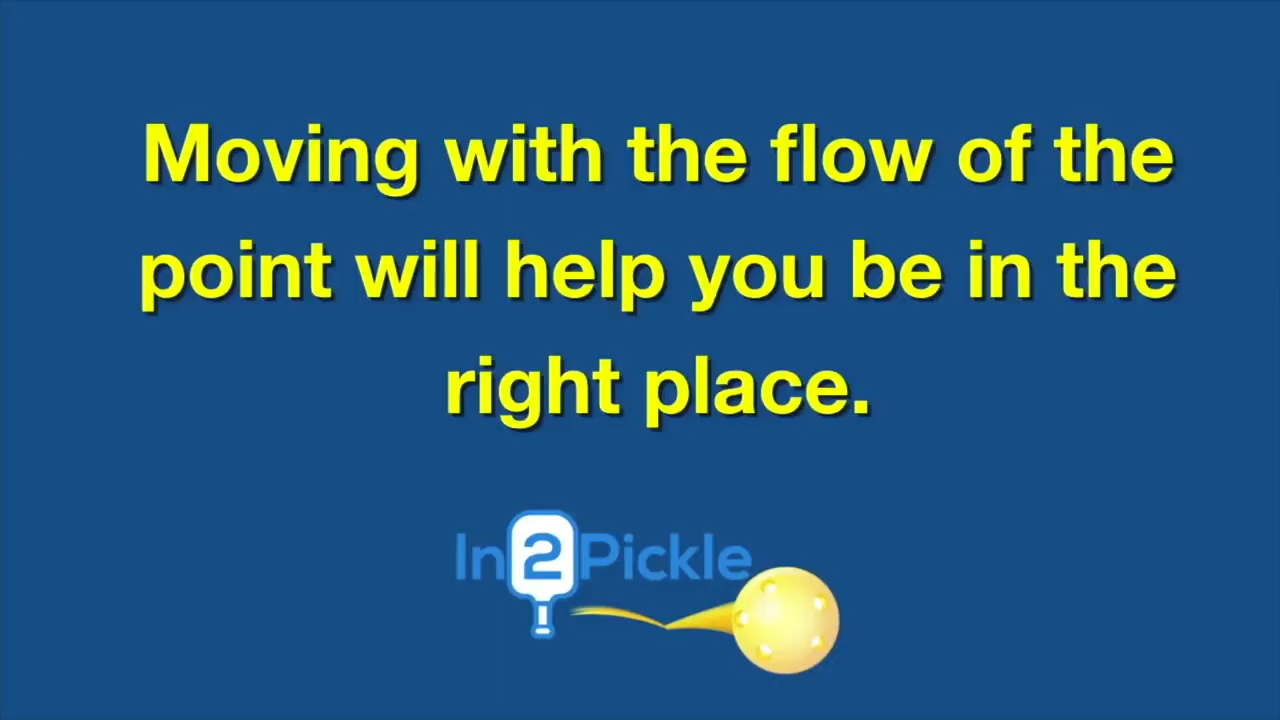 Moving with the flow of the
point will help you be in the
right place.
In2Pickle